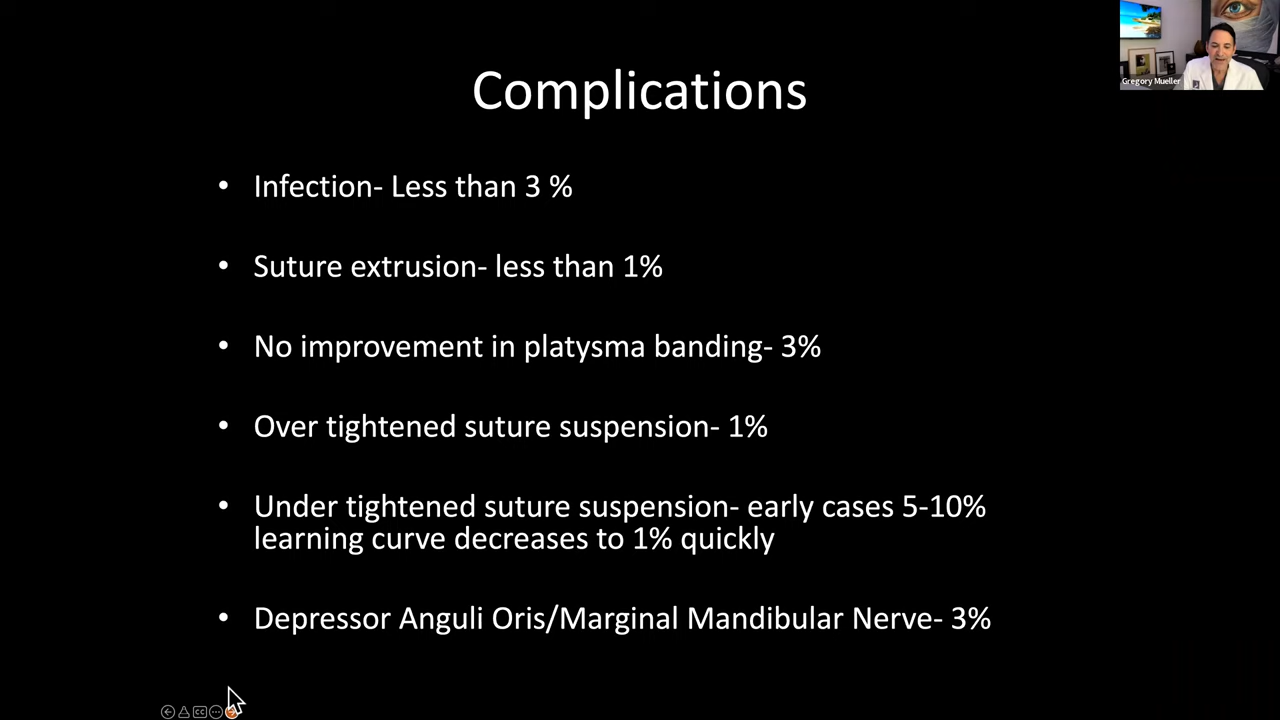 Gregory Mueller
Complications
• Infection- Less than 3 %
• Suture extrusion- less than 1%
• No improvement in platysma banding- 3%
• Over tightened suture suspension- 1%
• Under tightened suture suspension- early cases 5-10%
learning curve decreases to 1% quickly
• Depressor Anguli Oris/Marginal Mandibular Nerve- 3%
CC